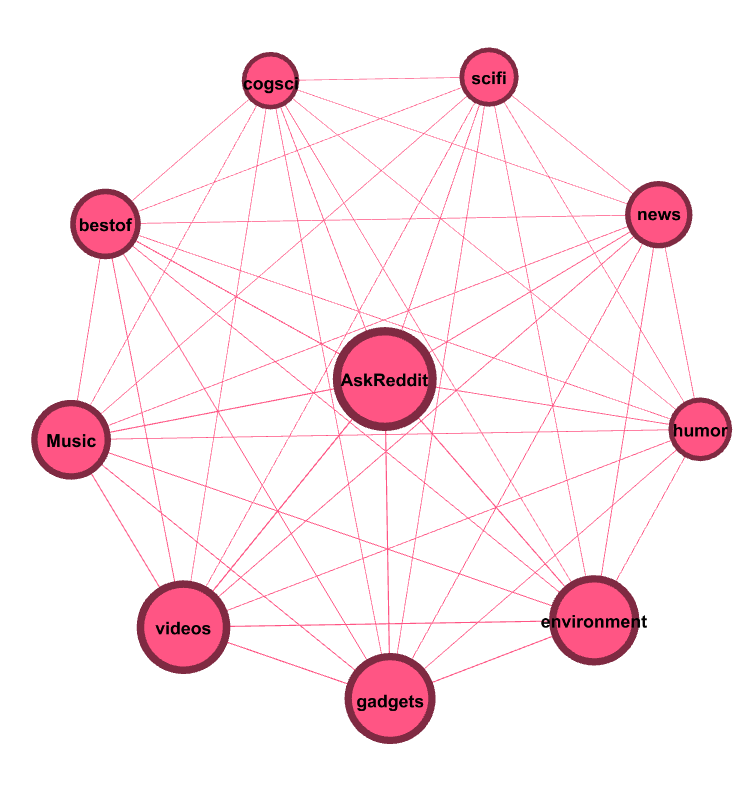 cogsci
scifi
bestof
news
AskReddit
Music
humor
videos
environment
gadgets